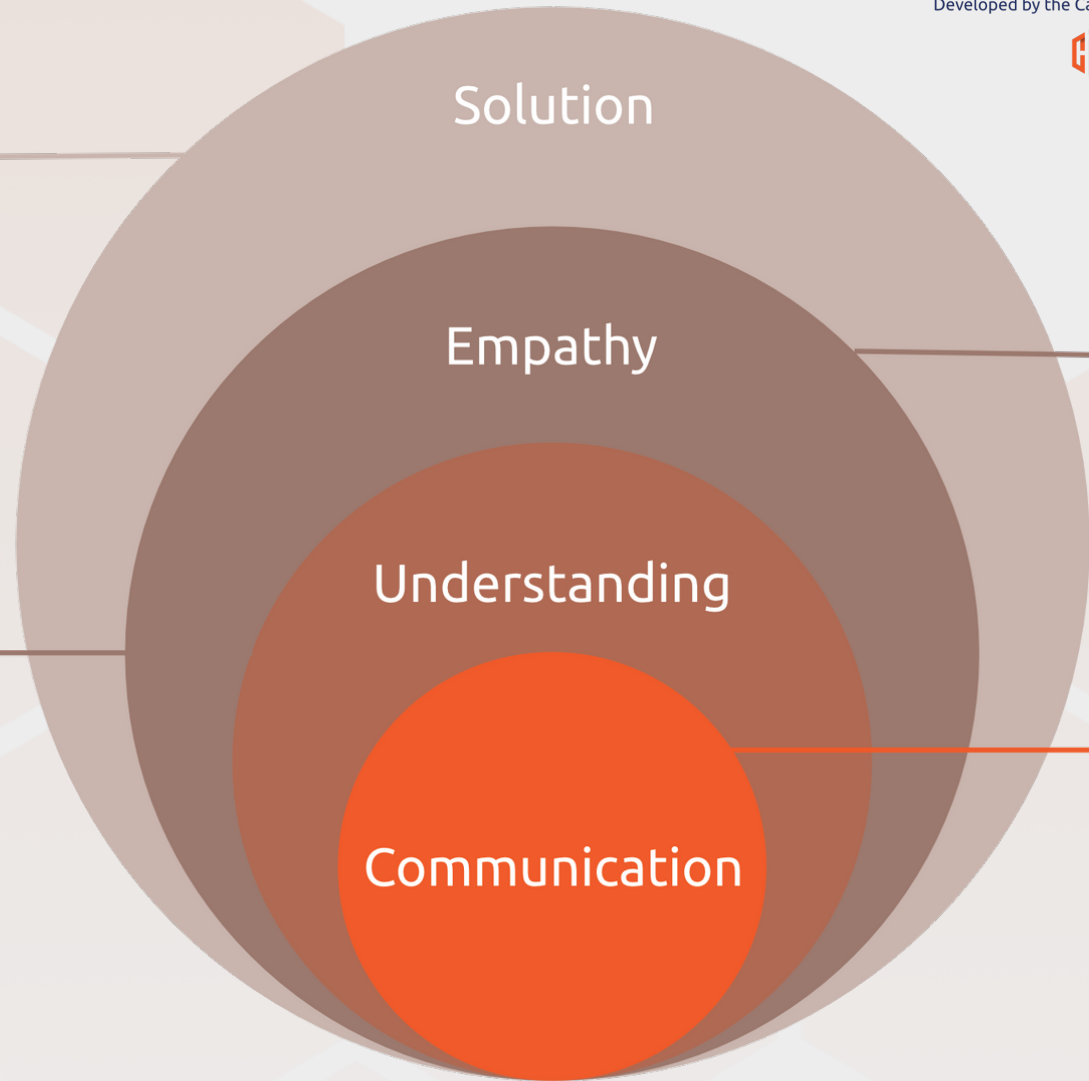 Developed by the
Solution
Empathy
Understanding
Communication